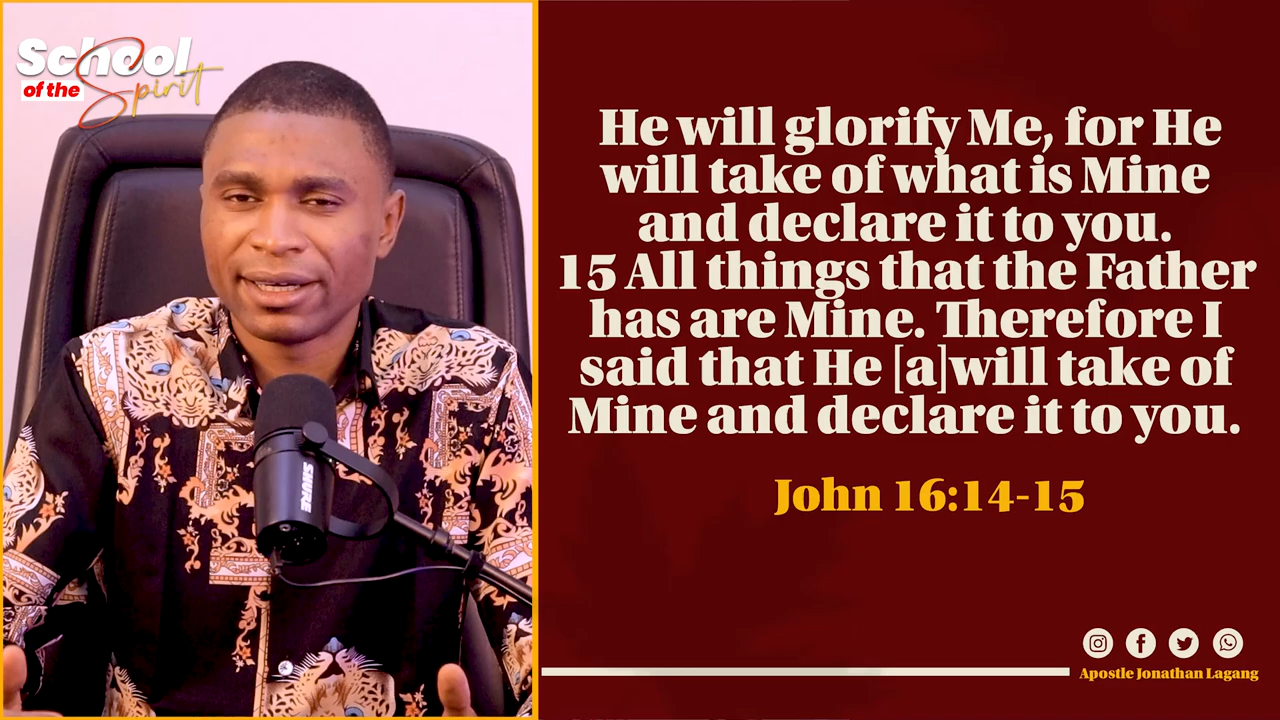 School
of the Spirit
He will glorify Me, for He
will take of what is Mine
and declare it to you.
15 All things that the Father
has are Mine. Therefore I
said that He [a]will take of
Mine and declare it to you.
John 16:14-15
SHURE
Apostle Jonathan Lagang